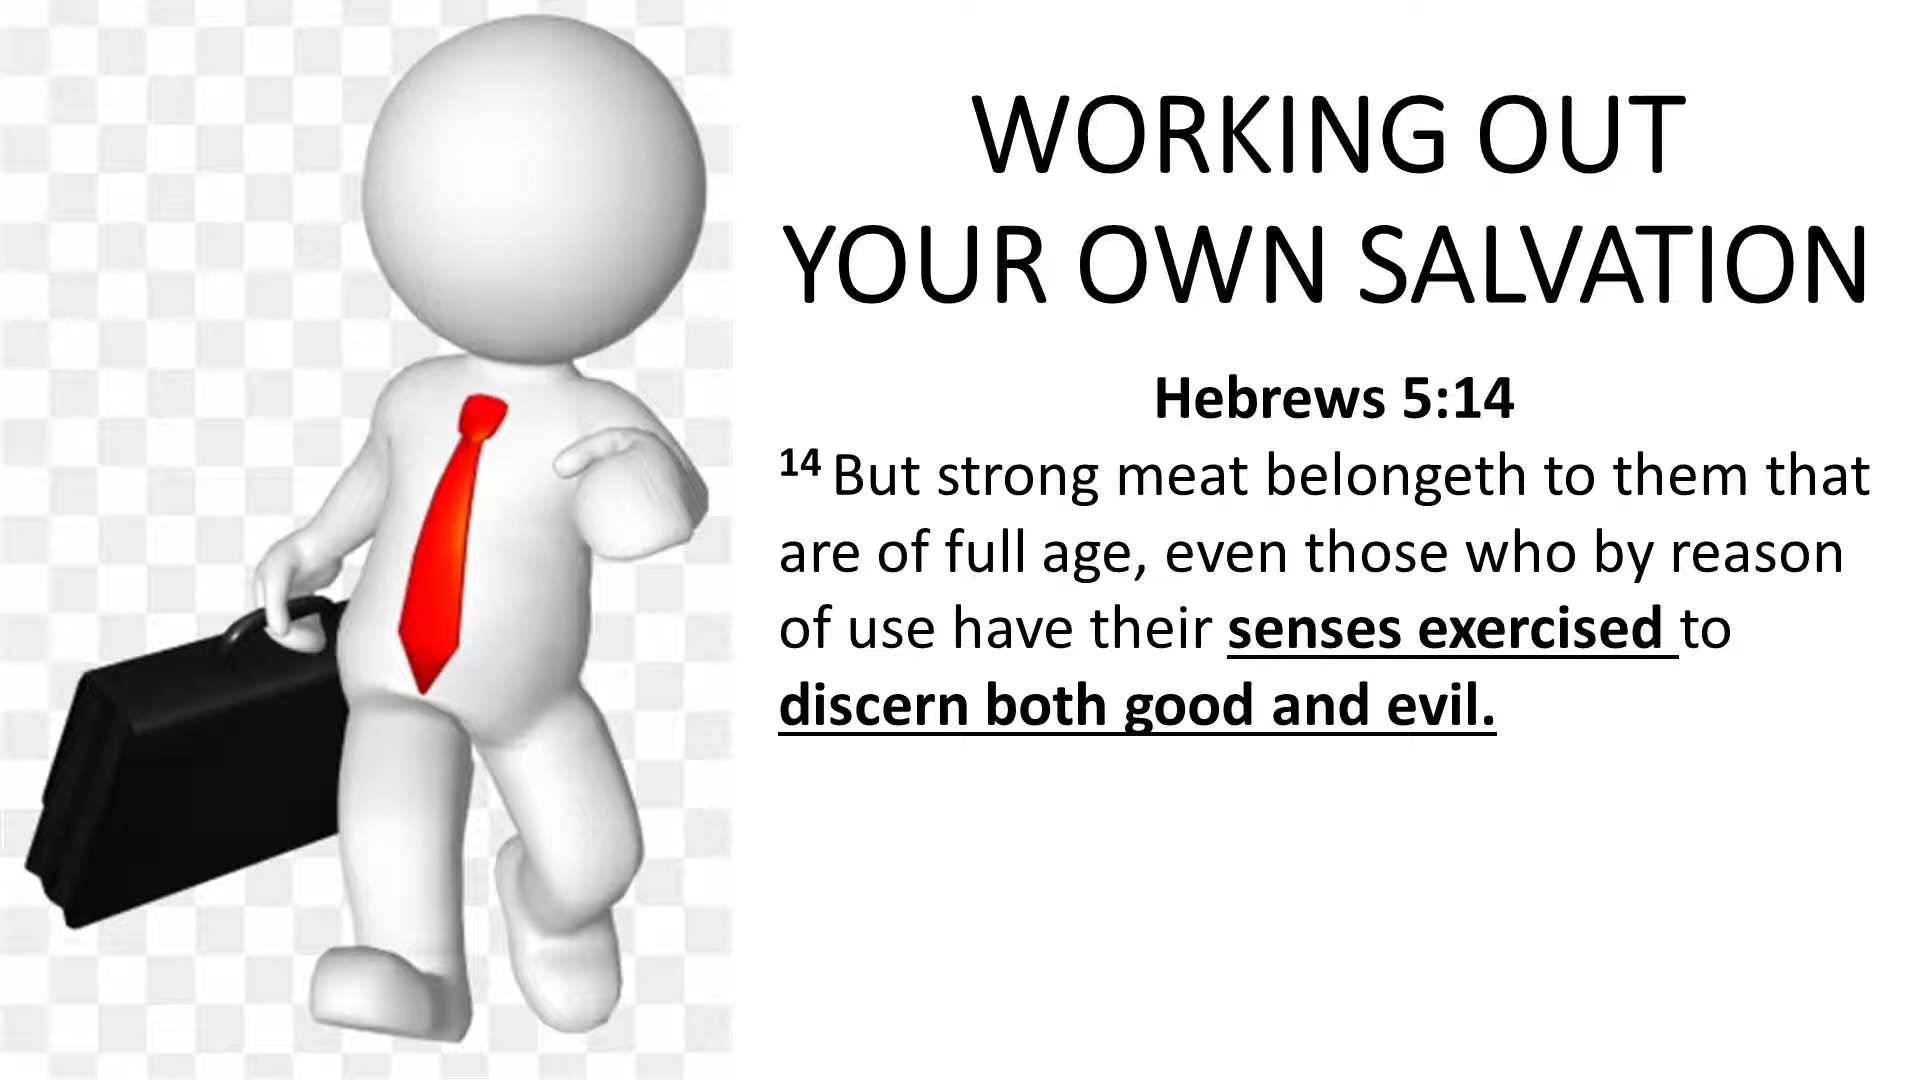 WORKING OUT
YOUR OWN SALVATION
Hebrews 5:14
14 But strong meat belongeth to them that
are of full age, even those who by reason
of use have their senses exercised to
discern both good and evil.